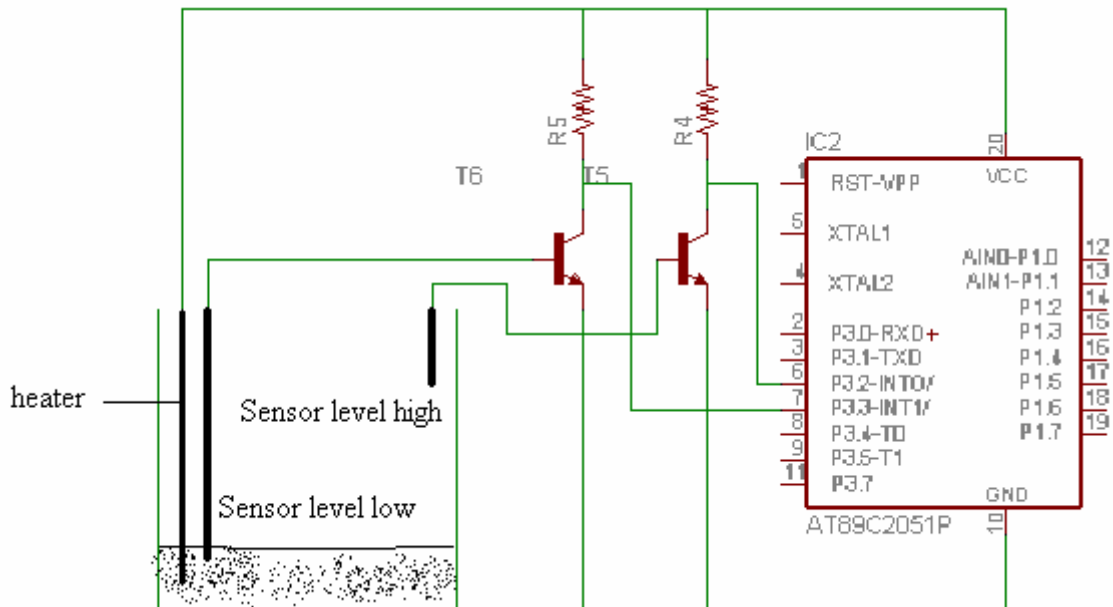 R5
R4
T6
T5
IC2
20
VCC
1
RST-VPP
5
XTAL1
4
XTAL2
2
P3.0-RXD+
3
P3.1-TXD
6
P3.2-INT0/
7
P3.3-INT1/
8
P3.4-T0
9
P3.5-T1
11
P3.7
AIN0-P1.0
12
AIN1-P1.1
13
P1.2
14
P1.3
15
P1.4
16
P1.5
17
P1.6
18
P1.7
19
GND
10
AT89C2051P
heater
Sensor level high
Sensor level low